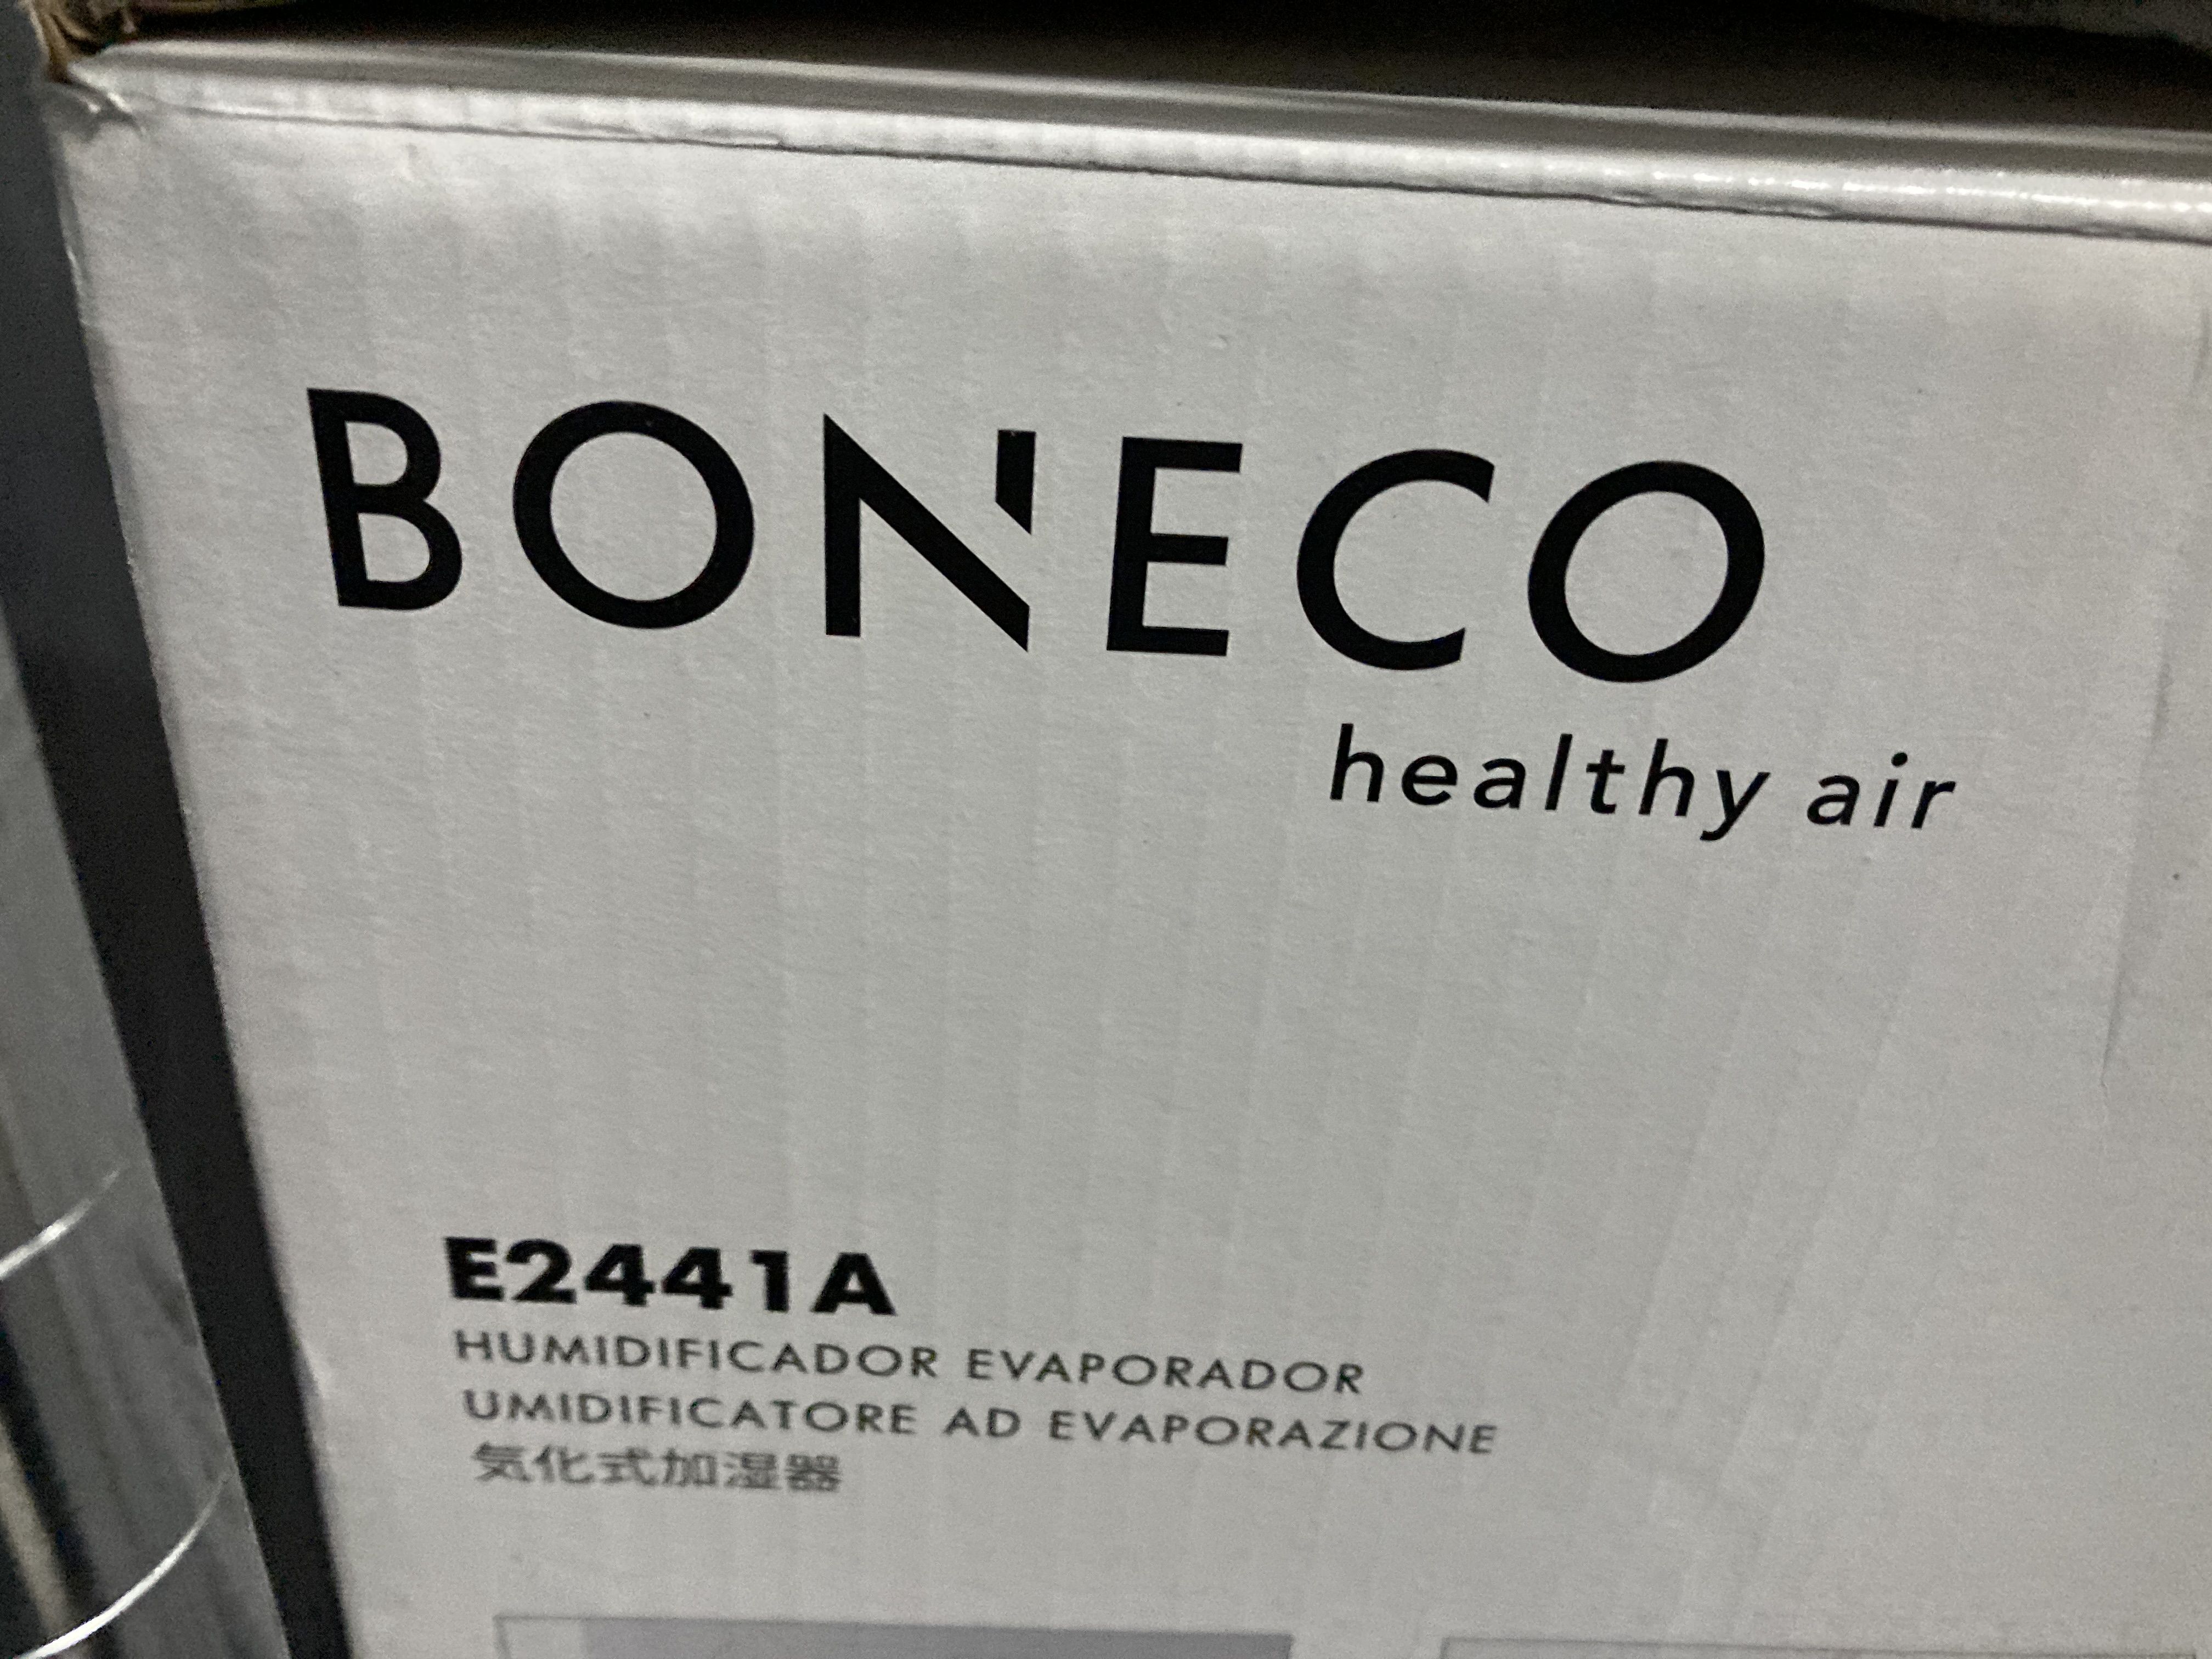 BONECO
healthy air
E2441A
HUMIDIFICADOR EVAPORADOR
UMIDIFICATORE AD EVAPORAZIONE
気化式加湿器